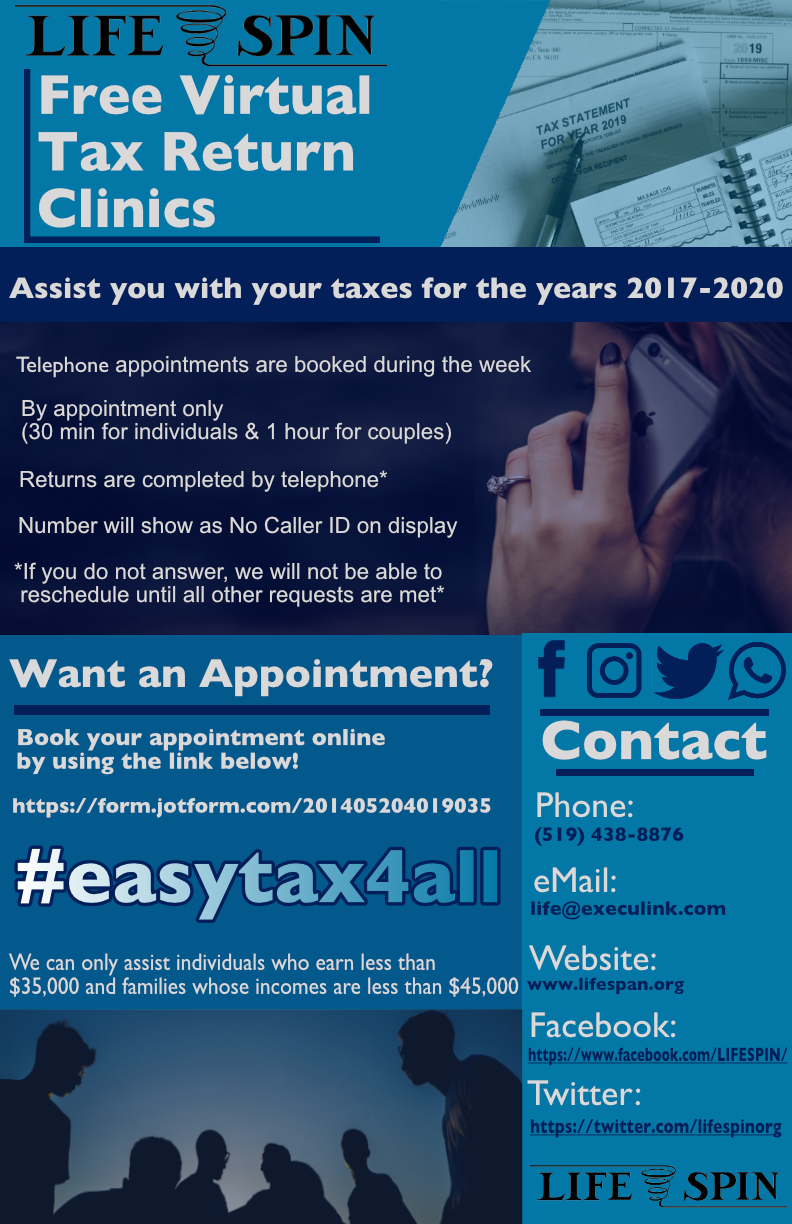 LIFE SPIN
Free Virtual
Tax Return
Clinics
2019
Form 1099-MISC
TAX STATEMENT
FOR YEAR 2019
MILEAGE LOG
Assist you with your taxes for the years 2017-2020
Telephone appointments are booked during the week
By appointment only
(30 min for individuals & 1 hour for couples)
Returns are completed by telephone*
Number will show as No Caller ID on display
*If you do not answer, we will not be able to
reschedule until all other requests are met*
Want an Appointment?
Book your appointment online
by using the link below!
https://form.jotform.com/201405204019035
#easytax4all
We can only assist individuals who earn less than
$35,000 and families whose incomes are less than $45,000
Contact
Phone:
(519) 438-8876
eMail:
life@execulink.com
Website:
www.lifespan.org
Facebook:
https://www.facebook.com/LIFESPIN/
Twitter:
https://twitter.com/lifespinorg
LIFE SPIN